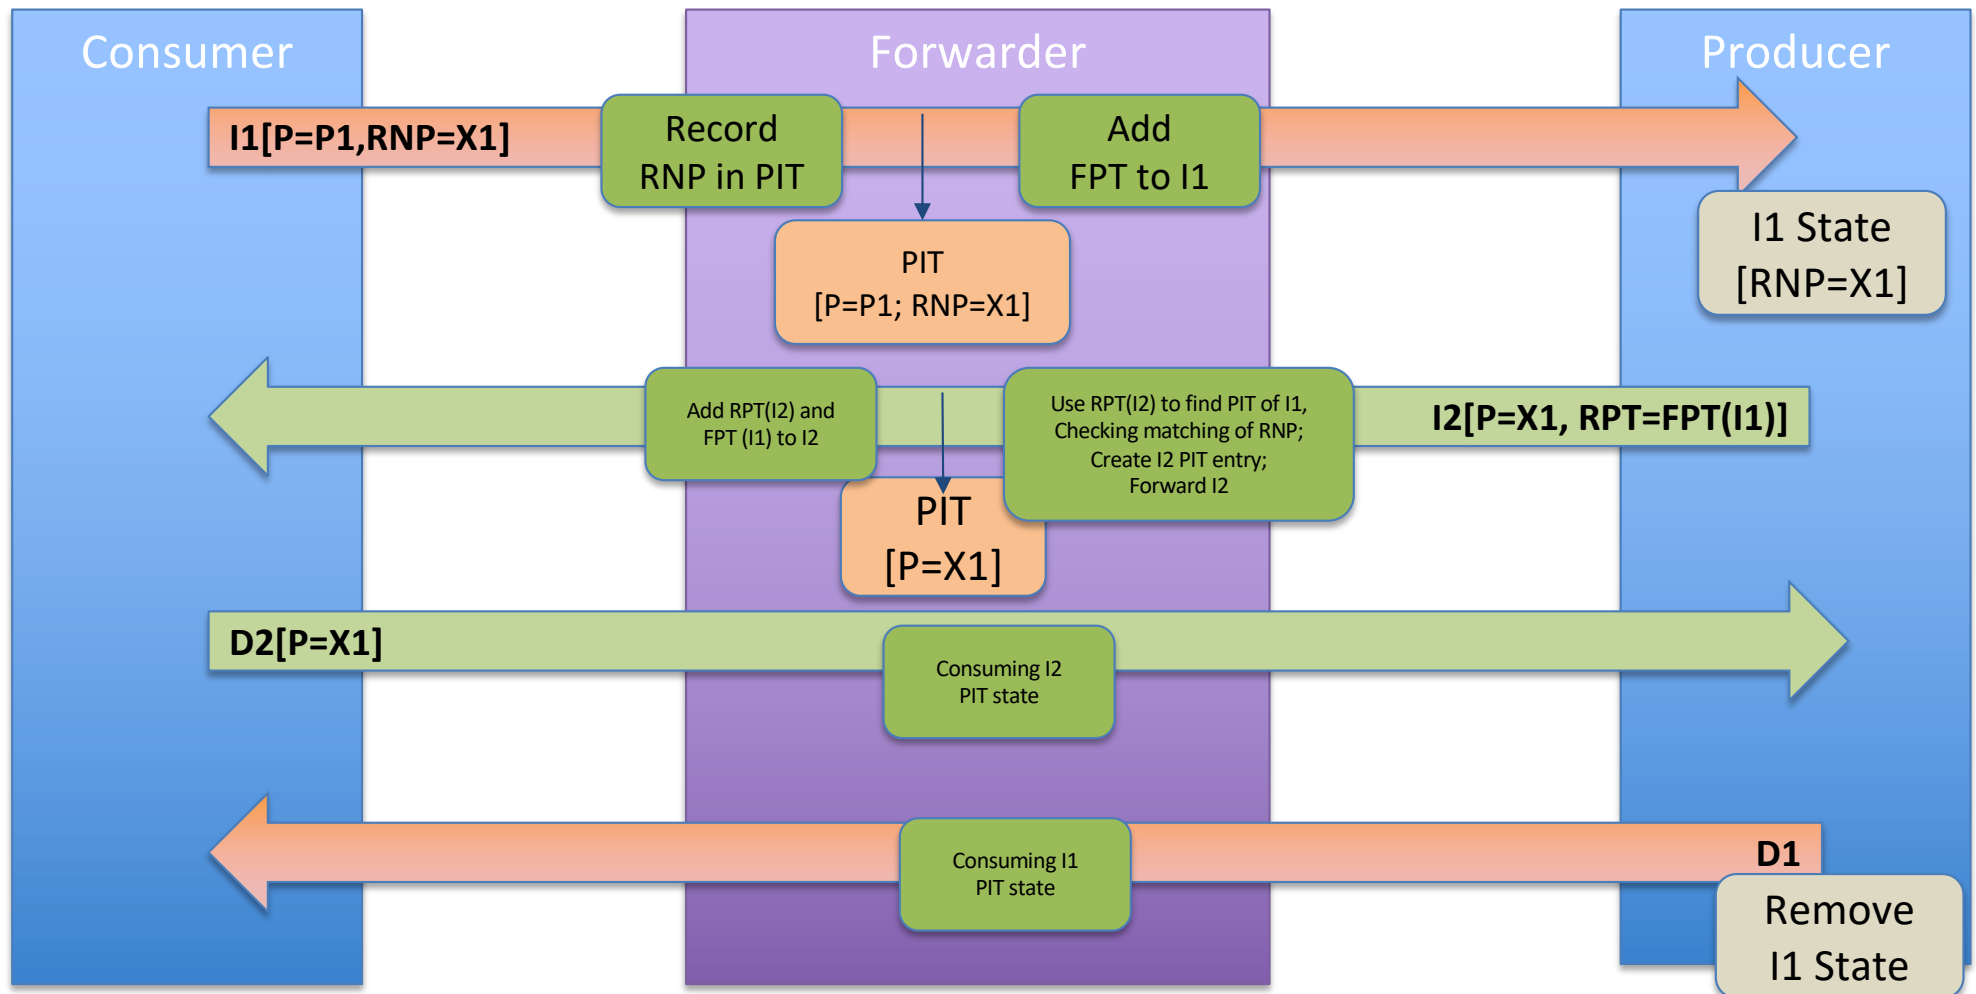 Consumer
Forwarder
Producer
I1[P=P1,RNP=X1]
Record
RNP in PIT
Add
FPT to I1
I1 State
[RNP=X1]
PIT
[P=P1; RNP=X1]
Add RPT(I2) and
FPT (I1) to I2
Use RPT(I2) to find PIT of I1,
Checking matching of RNP;
Create I2 PIT entry;
Forward I2
I2[P=X1, RPT=FPT(I1)]
PIT
[P=X1]
D2[P=X1]
Consuming I2
PIT state
Consuming I1
PIT state
D1
Remove
I1 State